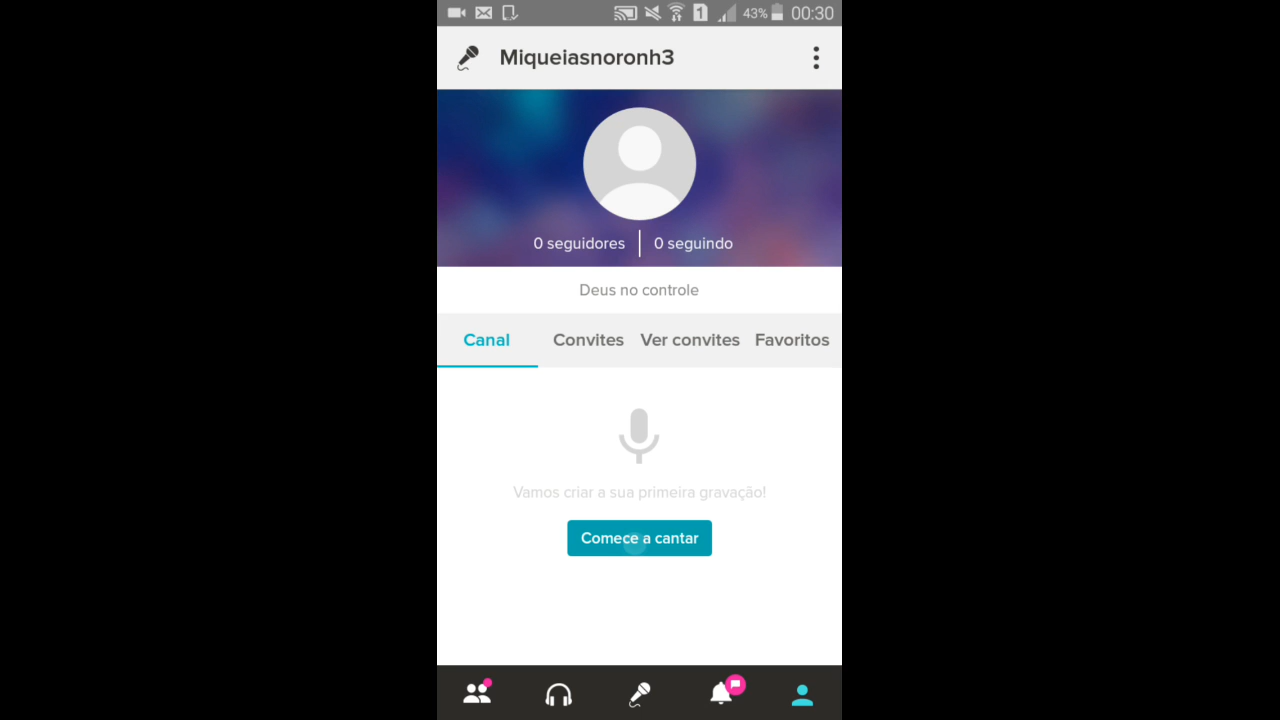 1 43% 00:30
Miqueiasnoronh3
0 seguidores 0 seguindo
Deus no controle
Canal Convites Ver convites Favoritos
Vamos criar a sua primeira gravação!
Comece a cantar